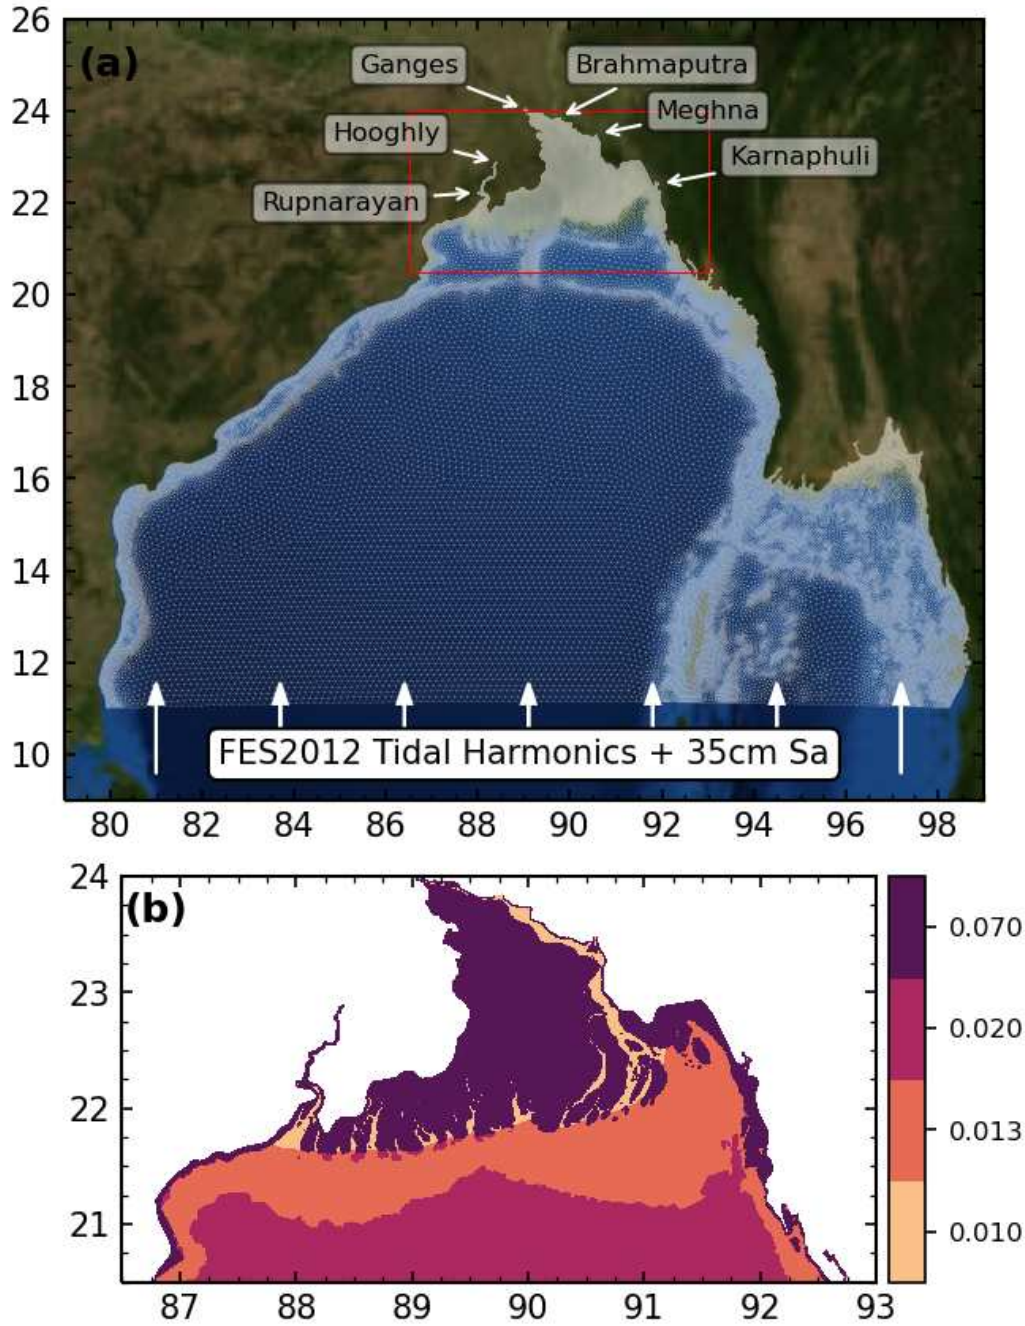 26
(a)
Ganges
Brahmaputra
24
Meghna
Hooghly
Karnaphuli
22
Rupnarayan
20
18
16
14
12
10
FES2012 Tidal Harmonics + 35cm Sa
80 82 84 86 88 90 92 94 96 98
24
(b)
0.070
23
0.020
22
0.013
21
0.010
87 88 89 90 91 92 93